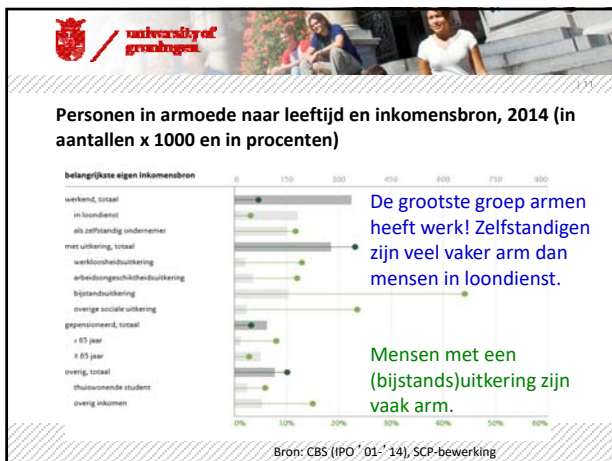 university of
groningen
| 11
Personen in armoede naar leeftijd en inkomensbron, 2014 (in
aantallen x 1000 en in procenten)
belangrijkste eigen inkomensbron
0 150 300 450 600 750 900
werkend, totaal
in loondienst
als zelfstandig ondernemer
met uitkering, totaal
werkloosheidsuitkering
arbeidsongeschiktheidsuitkering
bijstandsuitkering
overige sociale uitkering
gepensioneerd, totaal
< 65 jaar
≥ 65 jaar
overig, totaal
thuiswonende student
overig inkomen
0% 10% 20% 30% 40% 50% 60%
De grootste groep armen
heeft werk! Zelfstandigen
zijn veel vaker arm dan
mensen in loondienst.
Mensen met een
(bijstands)uitkering zijn
vaak arm.
Bron: CBS (IPO '01-'14), SCP-bewerking